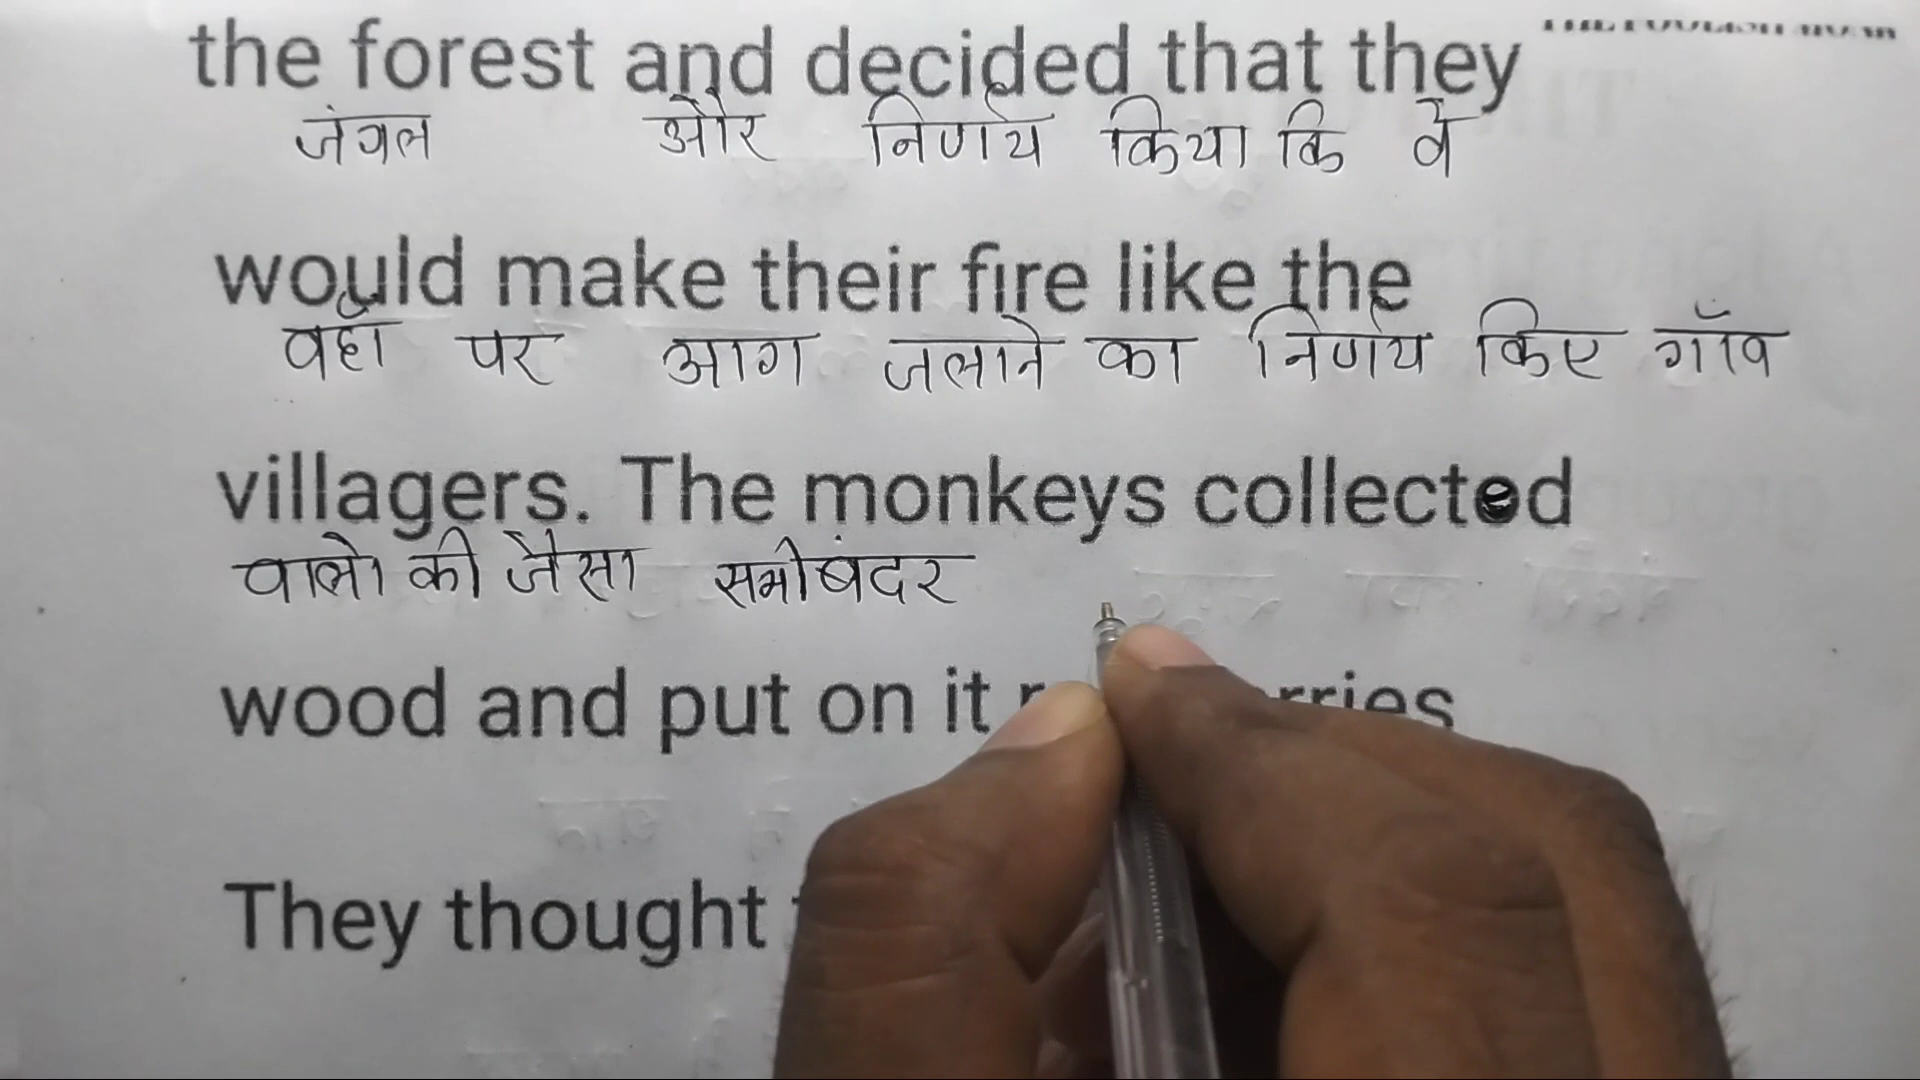 the forest and decided that they
जंगल और निर्णय किया कि वे
would make their fire like the
वहाँ पर आग जलाने का निर्णय किए गाँव
villagers. The monkeys collected
वालो की जैसा सभी बंदर
wood and put on it
They thought